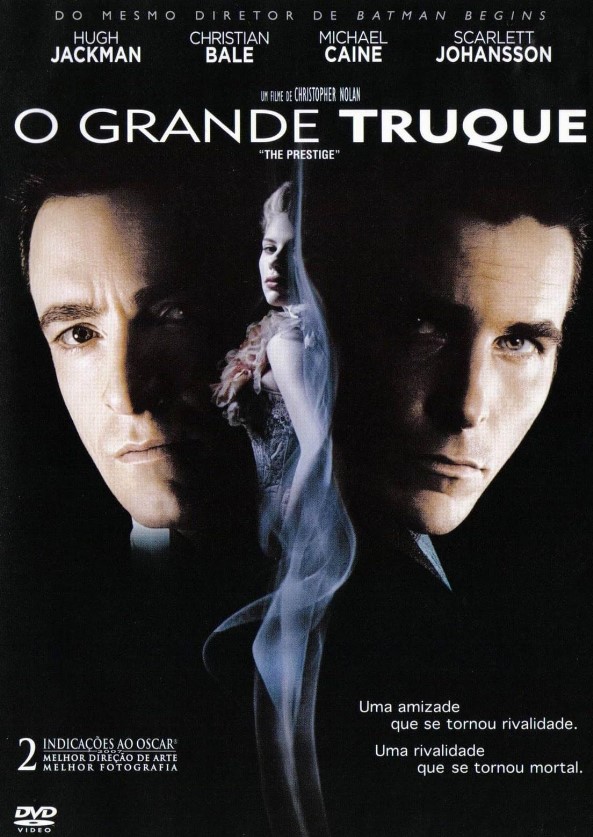 DO MESMO DIRETOR DE BATMAN BEGINS
HUGH JACKMAN
CHRISTIAN BALE
MICHAEL CAINE
SCARLETT JOHANSSON
UM FILME DE CHRISTOPHER NOLAN
O GRANDE TRUQUE
"THE PRESTIGE"
Uma amizade
que se tornou rivalidade.
Uma rivalidade
que se tornou mortal.
2 INDICAÇÕES AO OSCAR®
2007
MELHOR DIREÇÃO DE ARTE
MELHOR FOTOGRAFIA
DVD
VIDEO